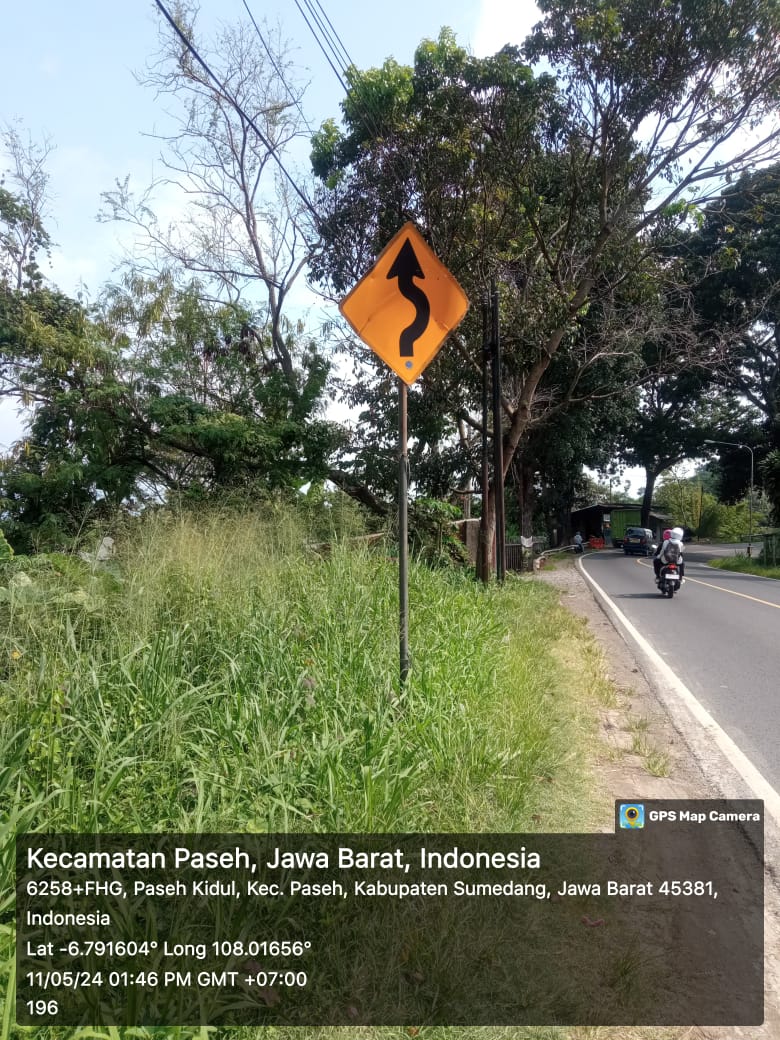 GPS Map Camera
Kecamatan Paseh, Jawa Barat, Indonesia
6258+FHG, Paseh Kidul, Kec. Paseh, Kabupaten Sumedang, Jawa Barat 45381,
Indonesia
Lat -6.791604° Long 108.01656°
11/05/24 01:46 PM GMT +07:00
196